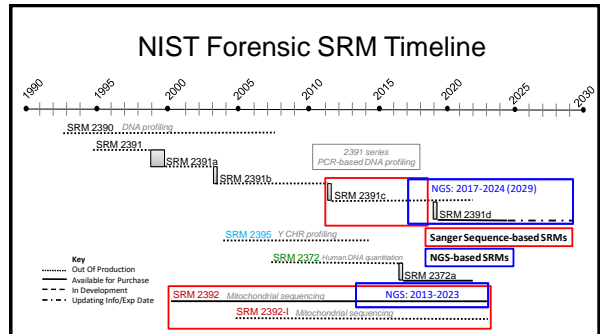 NIST Forensic SRM Timeline
1990 1995 2000 2005 2010 2015 2020 2025 2030
SRM 2390 DNA profiling
SRM 2391
2391 series
PCR-based DNA profiling
SRM 2391a
SRM 2391b
NGS: 2017-2024 (2029)
SRM 2391c
SRM 2391d
SRM 2395 Y CHR profiling
Sanger Sequence-based SRMs
NGS-based SRMs
SRM 2372 Human DNA quantitation
SRM 2372a
Key
Out Of Production
Available for Purchase
In Development
Updating Info/Exp Date
SRM 2392 Mitochondrial sequencing
NGS: 2013-2023
SRM 2392-I Mitochondrial sequencing